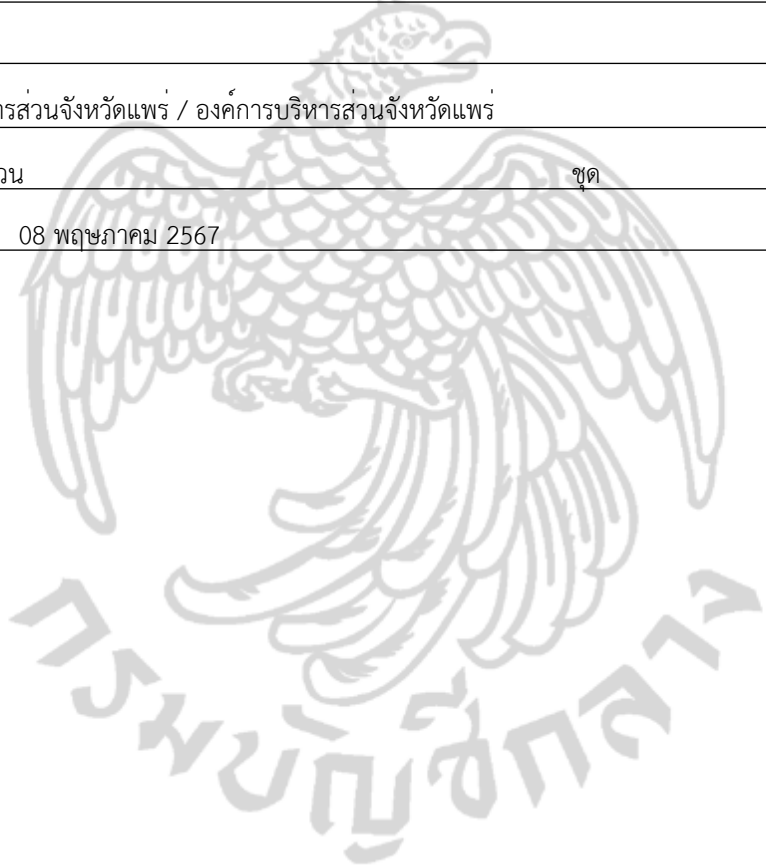 ารส่วนจังหวัดแพร่ / องค์การบริหารส่วนจังหวัดแพร่
วน ชุด
08 พฤษภาคม 2567
กรมบัญชีกลาง